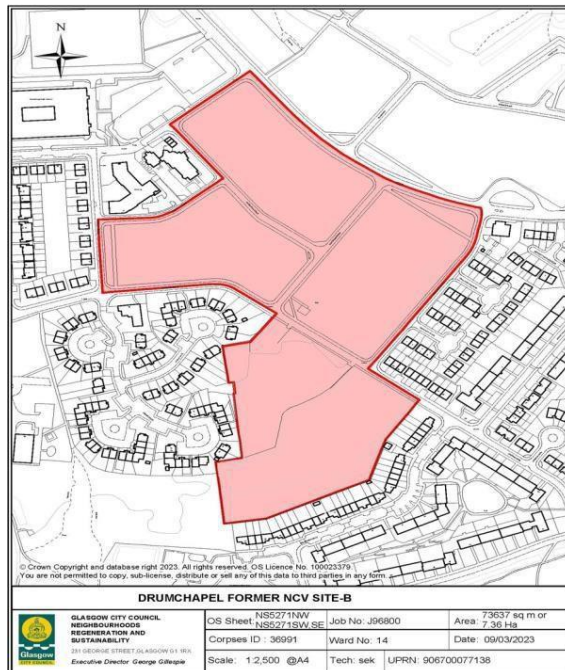 N
© Crown Copyright and database right 2023. All rights reserved. OS Licence No. 100023379.
You are not permitted to copy, sub-license, distribute or sell any of this data to third parties in any form.
DRUMCHAPEL FORMER NCV SITE-B
GLASGOW CITY COUNCIL
NEIGHBOURHOODS
REGENERATION AND
SUSTAINABILITY
231 GEORGE STREET, GLASGOW G1 1RX
Executive Director George Gillespie
Glasgow
CITY COUNCIL
OS Sheet: NS5271NW
NS5271SW,SE
Job No: J96800
Area: 73637 sq m or
7.36 Ha
Corpses ID : 36991
Ward No: 14
Date: 09/03/2023
Scale: 1:2,500 @A4
Tech: sek
UPRN: 906700077138